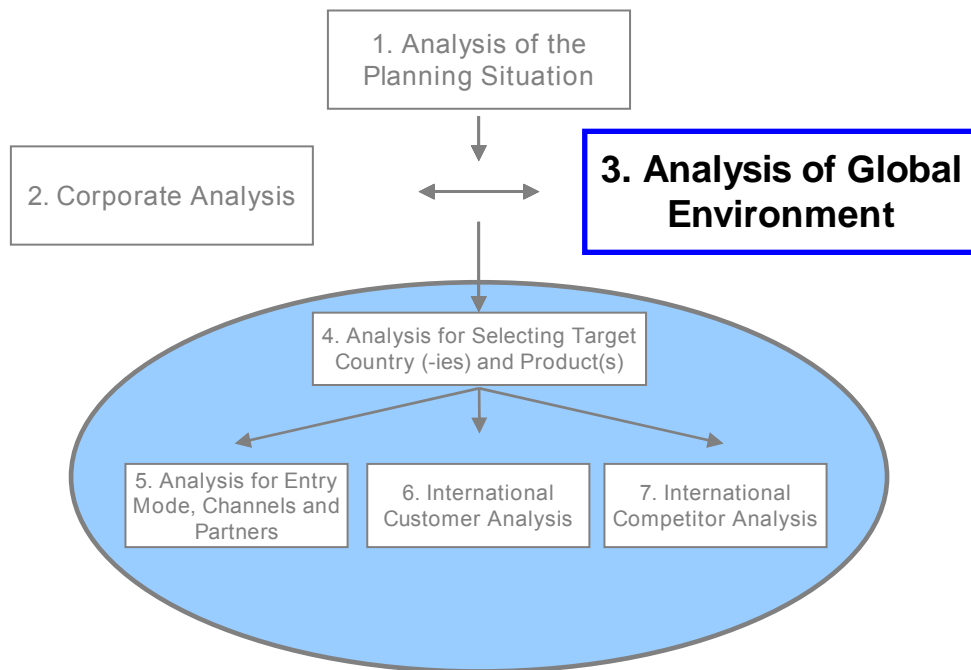 1. Analysis of the
Planning Situation
2. Corporate Analysis
3. Analysis of Global
Environment
4. Analysis for Selecting Target
Country (-ies) and Product(s)
5. Analysis for Entry
Mode, Channels and
Partners
6. International
Customer Analysis
7. International
Competitor Analysis